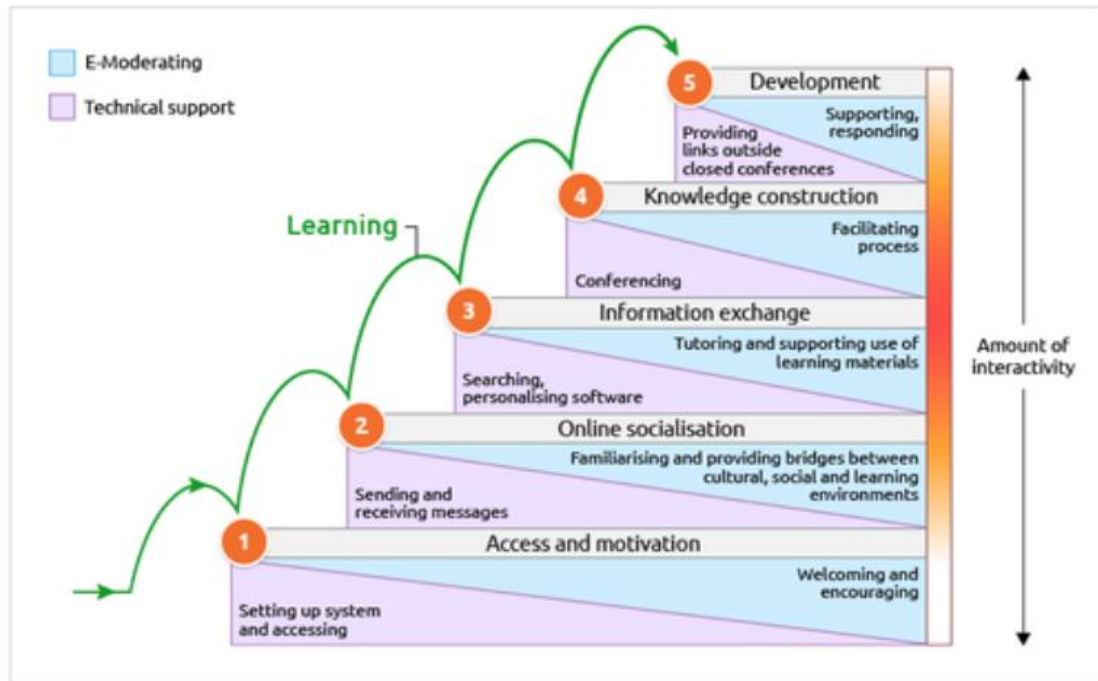 E-Moderating
Technical support
Learning
5
Development
Supporting,
responding
Providing
links outside
closed conferences
4
Knowledge construction
Facilitating
process
Conferencing
3
Information exchange
Tutoring and supporting use of
learning materials
Searching,
personalising software
2
Online socialisation
Familiarising and providing bridges between
cultural, social and learning
environments
Sending and
receiving messages
1
Access and motivation
Welcoming and
encouraging
Setting up system
and accessing
Amount of
interactivity